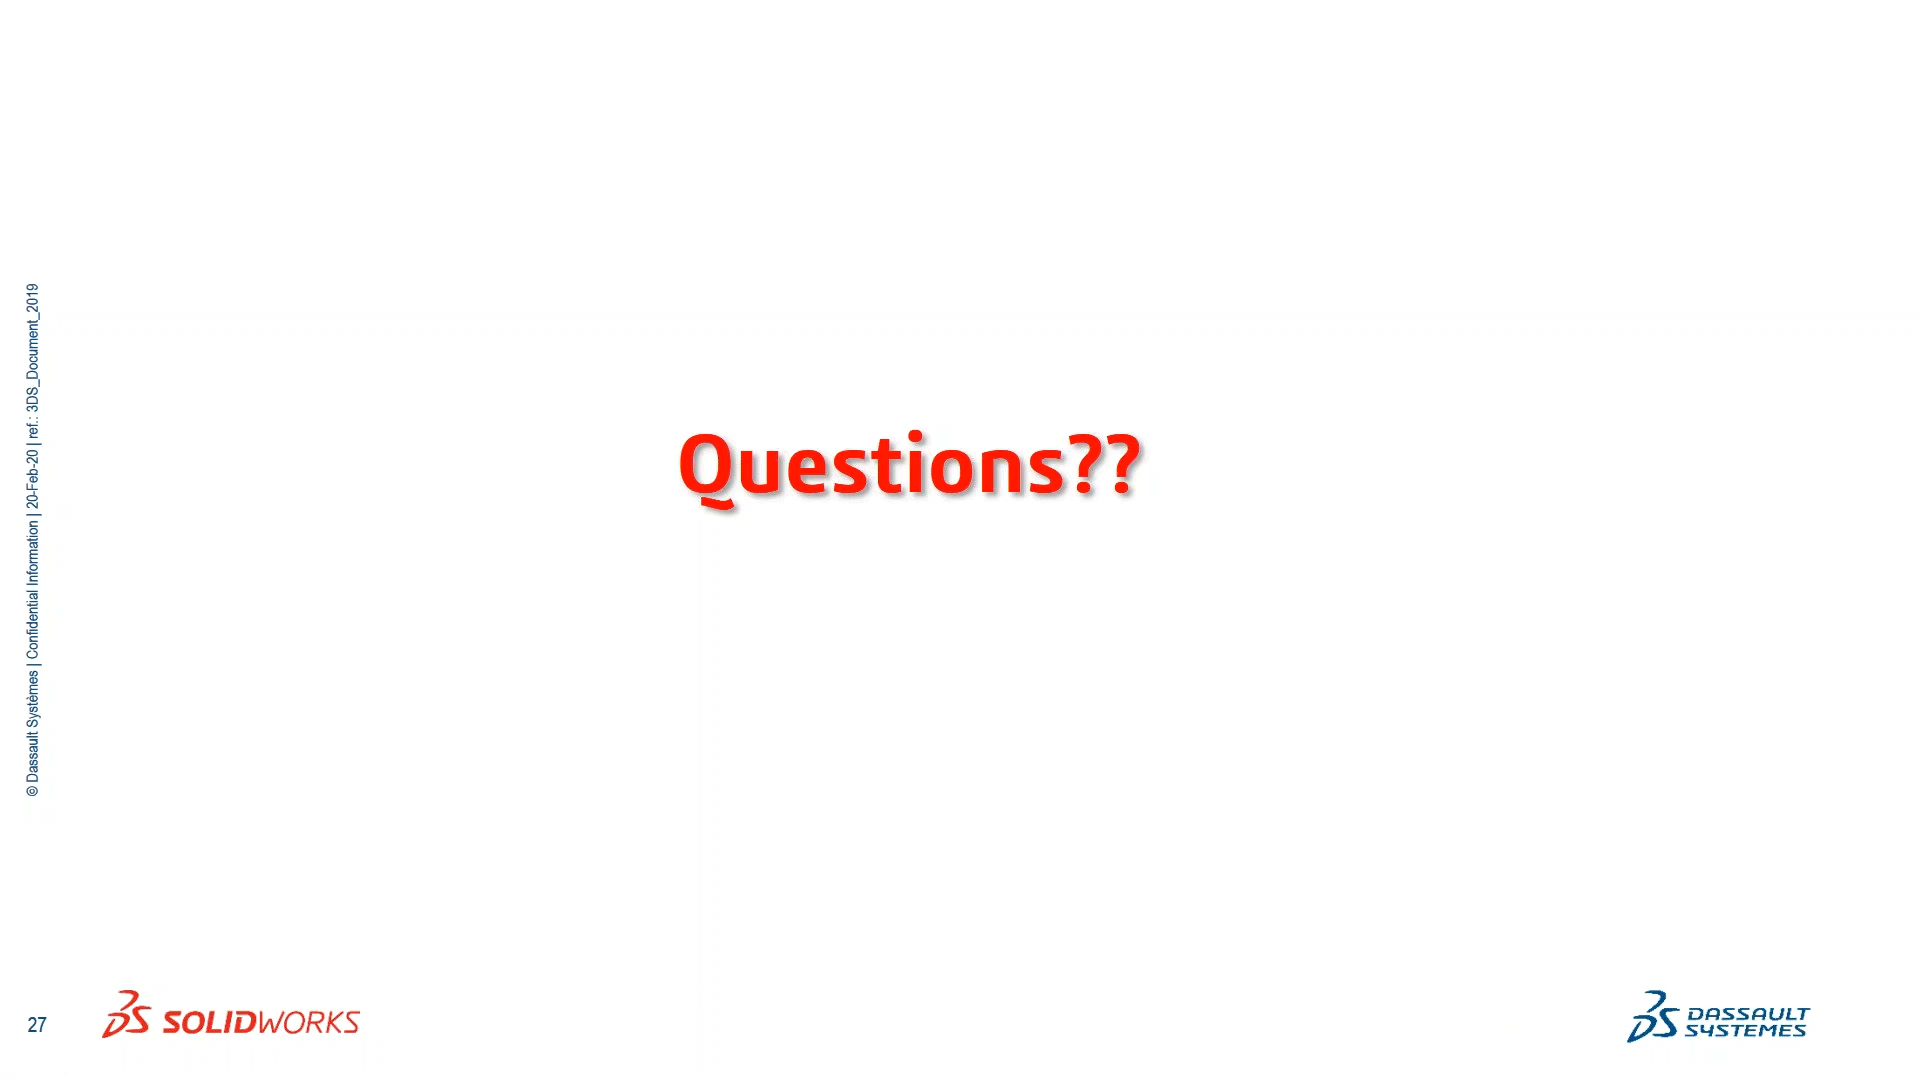 © Dassault Systèmes | Confidential Information | 20-Feb-20 | ref.: 3DS_Document_2019
Questions??
27
SOLIDWORKS
DASSAULT
SYSTEMES